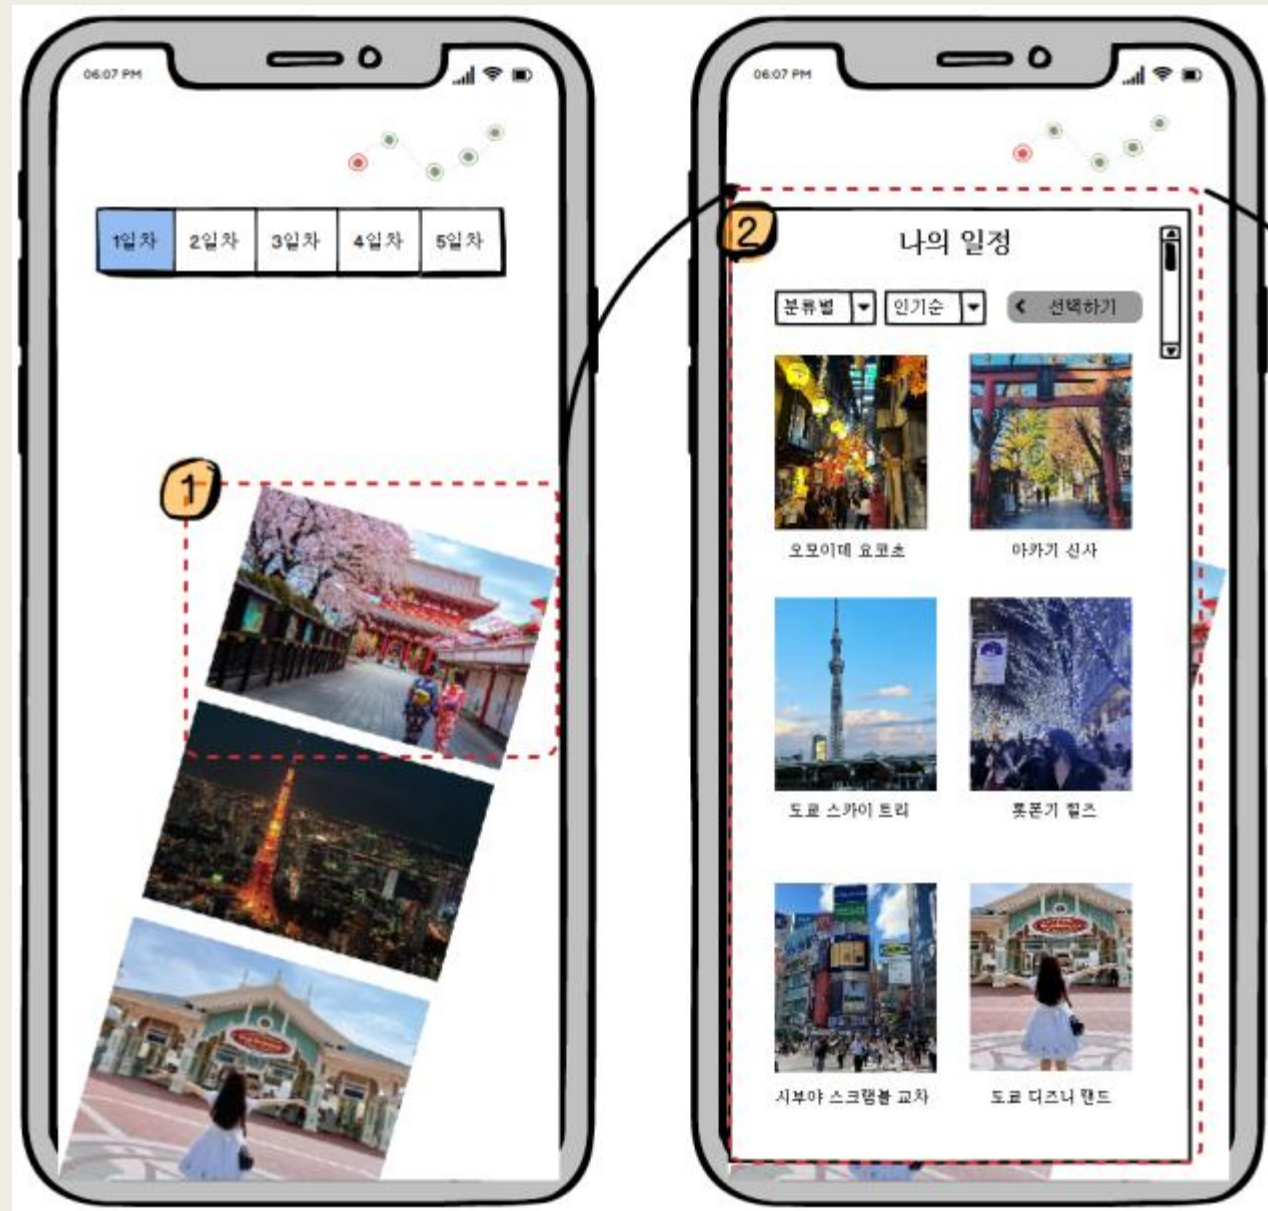 06:07 PM
1일차 2일차 3일차 4일차 5일차
1
06:07 PM
2
나의 일정
분류별 인기순 선택하기
오모이데 요코초 아카기 신사
도쿄 스카이 트리 롯폰기 힐즈
시부야 스크램블 교차 도쿄 디즈니 랜드